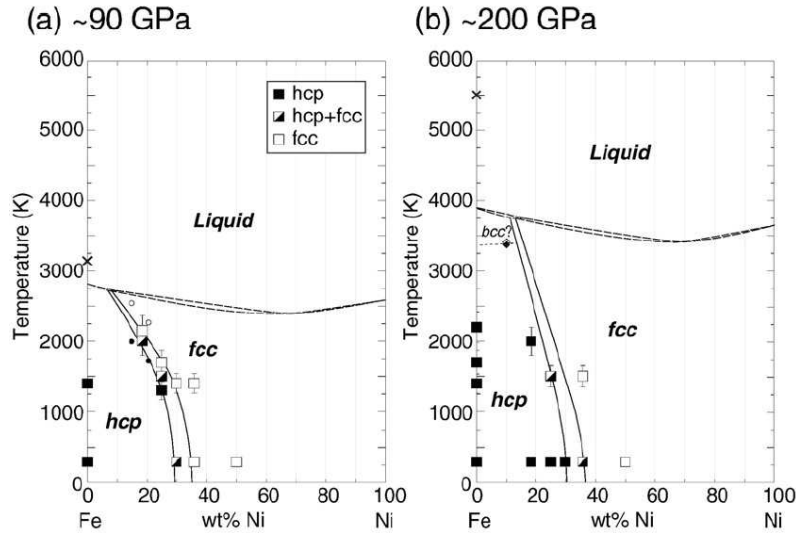 (a) ~90 GPa
6000
5000
4000
3000
2000
1000
0
Temperature (K)
hcp
hcp+fcc
fcc
Liquid
fcc
hcp
0 20 40 60 80 100
Fe wt% Ni Ni
(b) ~200 GPa
6000
5000
4000
3000
2000
1000
0
Temperature (K)
Liquid
bcc?
fcc
hcp
0 20 40 60 80 100
Fe wt% Ni Ni